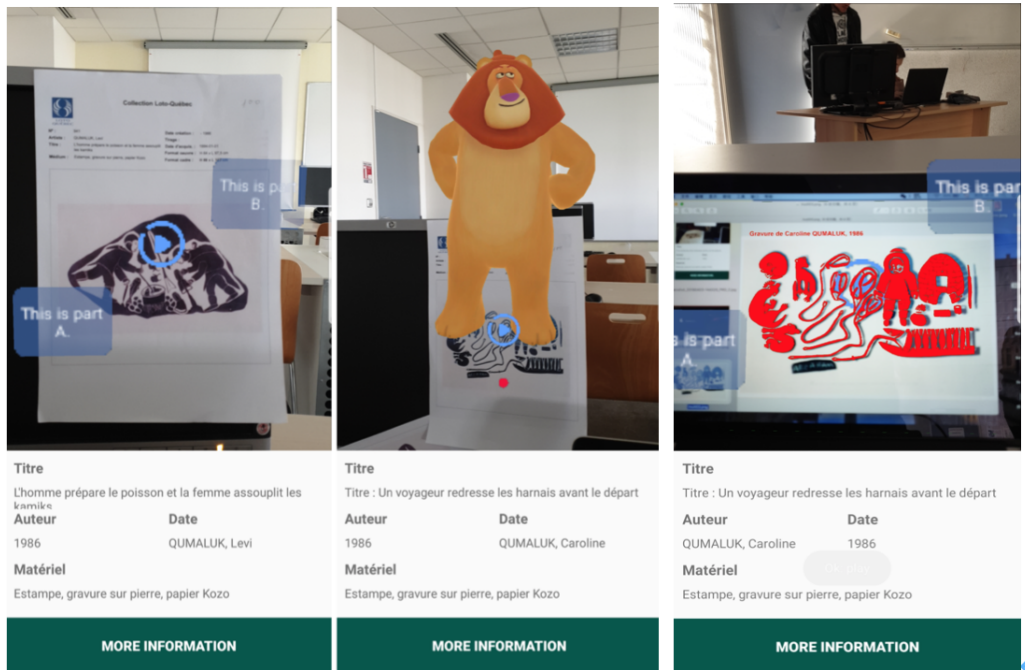 Collection Loto-Québec
This is part
B.
This is part
A.
Titre
L'homme prépare le poisson et la femme assouplit les
kamiks
Auteur
Date
1986
QUMALUK, Levi
Matériel
Estampe, gravure sur pierre, papier Kozo
MORE INFORMATION
Titre
Titre : Un voyageur redresse les harnais avant le départ
Auteur
Date
1986
QUMALUK, Caroline
Matériel
Estampe, gravure sur pierre, papier Kozo
MORE INFORMATION
This is par
B.
Gravure de Caroline QUMALUK, 1986
s is part
A
Titre
Titre : Un voyageur redresse les harnais avant le départ
Auteur
Date
QUMALUK, Caroline
1986
Matériel
Estampe, gravure sur pierre, papier Kozo
MORE INFORMATION